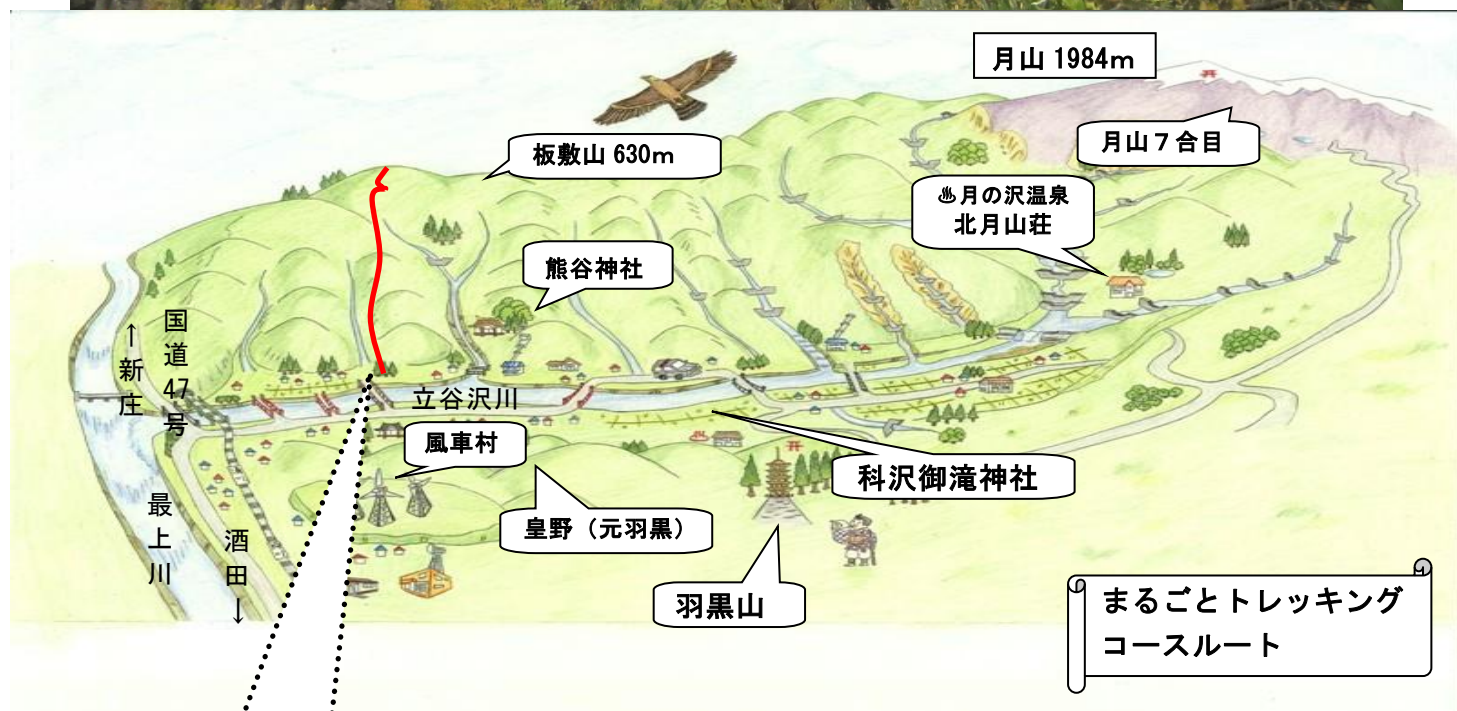 月山 1984ｍ
板敷山 630ｍ
月山７合目
♨月の沢温泉
北月山荘
熊谷神社
国道47号
↑新庄
立谷沢川
風車村
科沢御滝神社
皇野（元羽黒）
最上川
酒田↓
羽黒山
まるごとトレッキング
コースルート